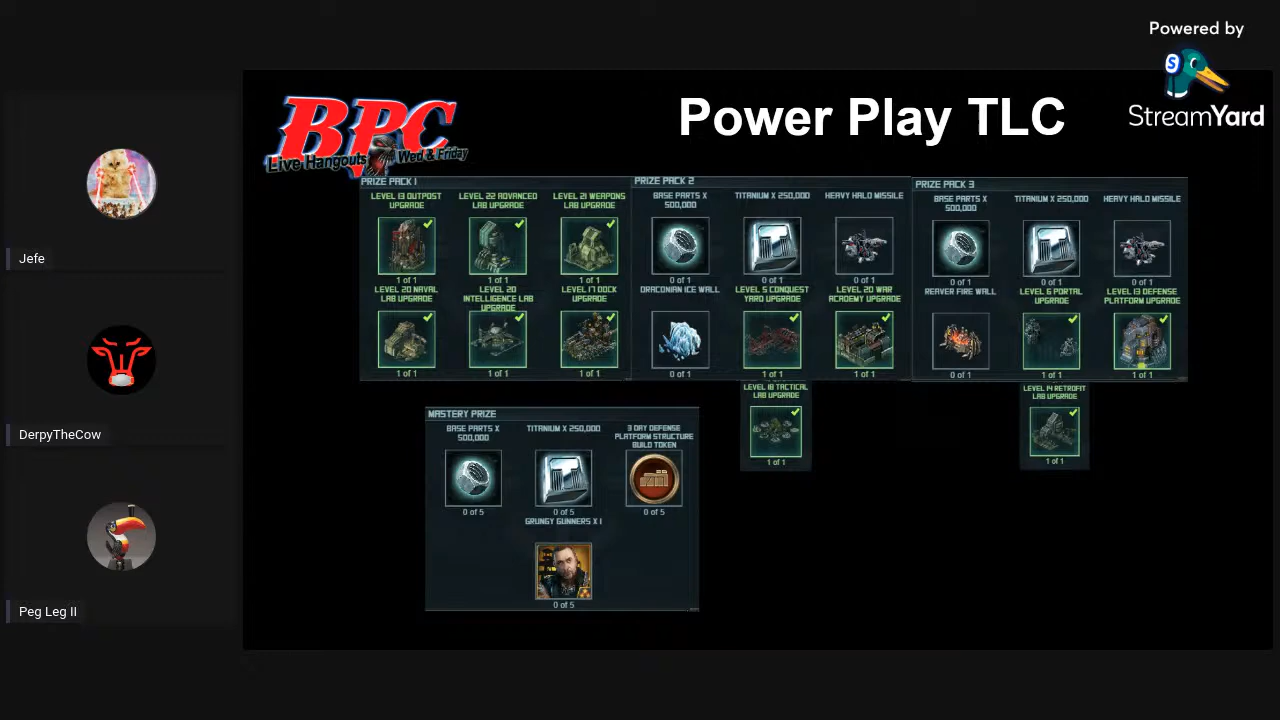 Powered by
StreamYard
BPC
Live Hangouts Wed & Friday
Power Play TLC
PRIZE PACK 1
LEVEL 13 OUTPOST UPGRADE
1 of 1
LEVEL 22 ADVANCED LAB UPGRADE
1 of 1
LEVEL 21 WEAPONS LAB UPGRADE
1 of 1
LEVEL 20 NAVAL LAB UPGRADE
1 of 1
LEVEL 20 INTELLIGENCE LAB UPGRADE
1 of 1
LEVEL 17 DOCK UPGRADE
1 of 1
PRIZE PACK 2
BASE PARTS X 500,000
0 of 1
TITANIUM X 250,000
0 of 1
HEAVY HALO MISSILE
0 of 1
DRACONIAN ICE WALL
0 of 1
LEVEL 5 CONQUEST YARD UPGRADE
1 of 1
LEVEL 20 WAR ACADEMY UPGRADE
1 of 1
LEVEL 18 TACTICAL LAB UPGRADE
1 of 1
PRIZE PACK 3
BASE PARTS X 500,000
0 of 1
TITANIUM X 250,000
0 of 1
HEAVY HALO MISSILE
0 of 1
REAVER FIRE WALL
0 of 1
LEVEL 6 PORTAL UPGRADE
1 of 1
LEVEL 13 DEFENSE PLATFORM UPGRADE
1 of 1
LEVEL 14 RETROFIT LAB UPGRADE
1 of 1
MASTERY PRIZE
BASE PARTS X 500,000
0 of 5
TITANIUM X 250,000
0 of 5
3 DAY DEFENSE PLATFORM STRUCTURE BUILD TOKEN
0 of 5
GRUNGY GUNNERS X 1
0 of 5
Jefe
DerpyTheCow
Peg Leg II